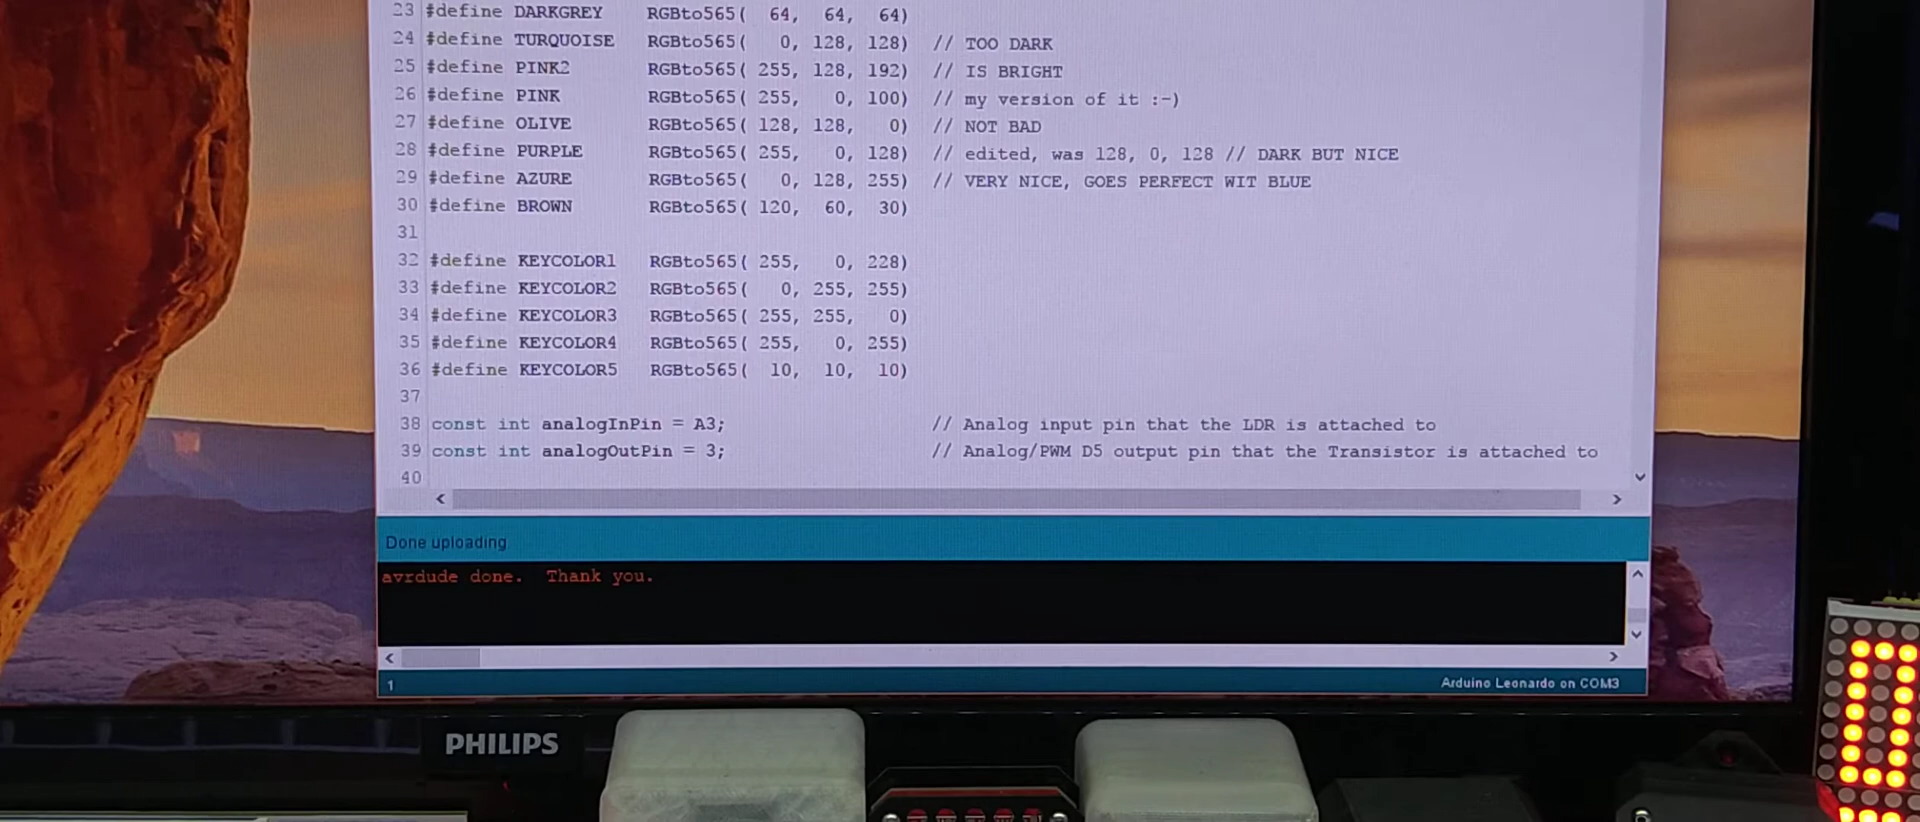 23 #define DARKGREY RGBto565( 64, 64, 64)
24 #define TURQUOISE RGBto565( 0, 128, 128) // TOO DARK
25 #define PINK2 RGBto565( 255, 128, 192) // IS BRIGHT
26 #define PINK RGBto565( 255, 0, 100) // my version of it :-)
27 #define OLIVE RGBto565( 128, 128, 0) // NOT BAD
28 #define PURPLE RGBto565( 255, 0, 128) // edited, was 128, 0, 128 // DARK BUT NICE
29 #define AZURE RGBto565( 0, 128, 255) // VERY NICE, GOES PERFECT WIT BLUE
30 #define BROWN RGBto565( 120, 60, 30)
31
32 #define KEYCOLOR1 RGBto565( 255, 0, 228)
33 #define KEYCOLOR2 RGBto565( 0, 255, 255)
34 #define KEYCOLOR3 RGBto565( 255, 255, 0)
35 #define KEYCOLOR4 RGBto565( 255, 0, 255)
36 #define KEYCOLOR5 RGBto565( 10, 10, 10)
37
38 const int analogInPin = A3; // Analog input pin that the LDR is attached to
39 const int analogOutPin = 3; // Analog/PWM D5 output pin that the Transistor is attached to
40
Done uploading
avrdude done. Thank you.
1 Arduino Leonardo on COM3
PHILIPS